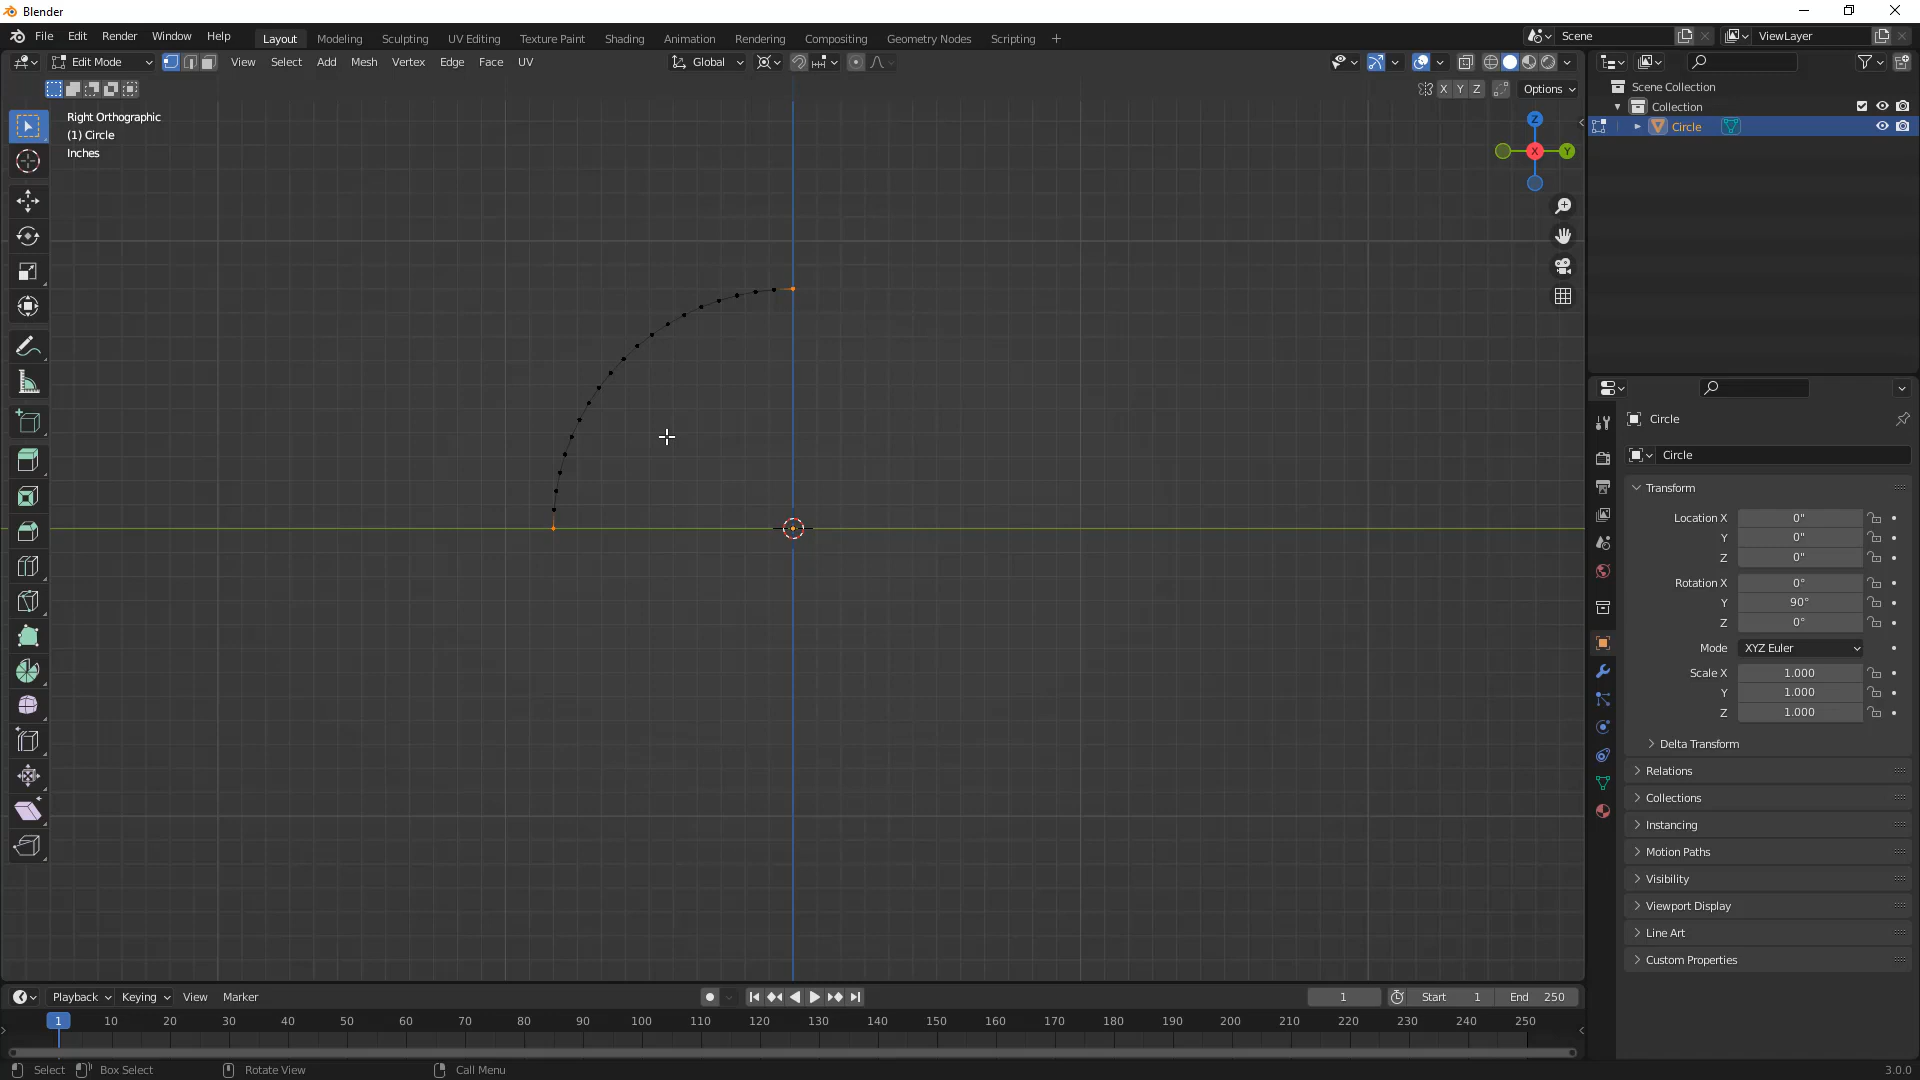 Blender
File Edit Render Window Help
Layout Modeling Sculpting UV Editing Texture Paint Shading Animation Rendering Compositing Geometry Nodes Scripting +
Scene
ViewLayer
Edit Mode View Select Add Mesh Vertex Edge Face UV
Global
X Y Z Options
Right Orthographic
(1) Circle
Inches
Z
X
Y
Scene Collection
Collection
Circle
Circle
Circle
Transform
Location X 0"
Y 0"
Z 0"
Rotation X 0°
Y 90°
Z 0°
Mode XYZ Euler
Scale X 1.000
Y 1.000
Z 1.000
Delta Transform
Relations
Collections
Instancing
Motion Paths
Visibility
Viewport Display
Line Art
Custom Properties
Playback Keying View Marker
1 Start 1 End 250
1 10 20 30 40 50 60 70 80 90 100 110 120 130 140 150 160 170 180 190 200 210 220 230 240 250
Select Box Select Rotate View Call Menu 3.0.0